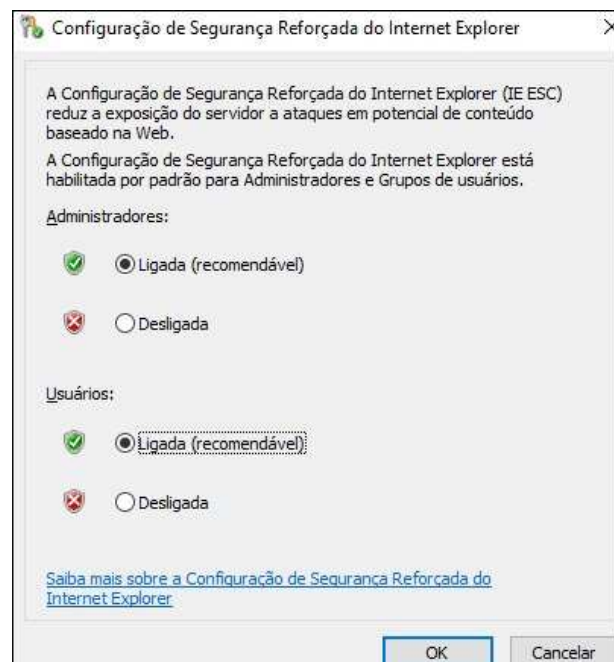 Configuração de Segurança Reforçada do Internet Explorer
A Configuração de Segurança Reforçada do Internet Explorer (IE ESC)
reduz a exposição do servidor a ataques em potencial de conteúdo
baseado na Web.
A Configuração de Segurança Reforçada do Internet Explorer está
habilitada por padrão para Administradores e Grupos de usuários.
Administradores:
Ligada (recomendável)
Desligada
Usuários:
Ligada (recomendável)
Desligada
Saiba mais sobre a Configuração de Segurança Reforçada do
Internet Explorer
OK Cancelar